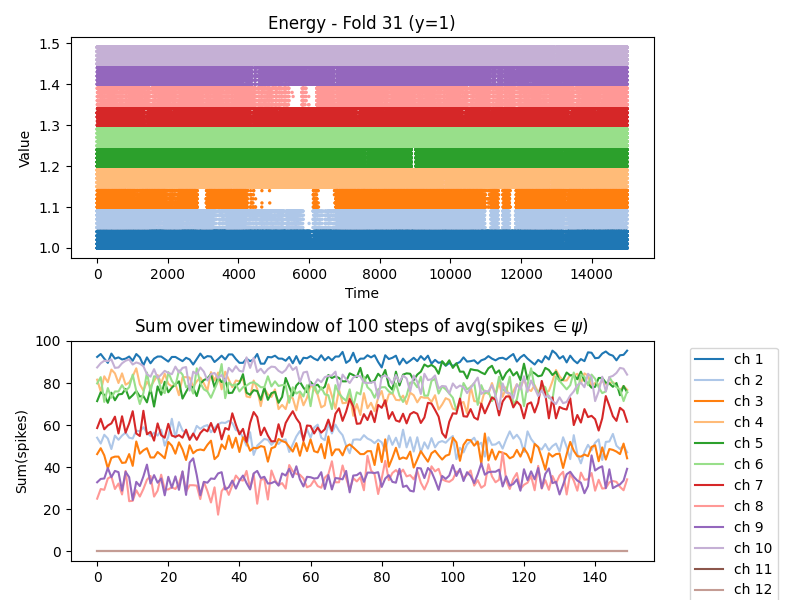 Energy - Fold 31 (y=1)
Value
1.5
1.4
1.3
1.2
1.1
1.0
0 2000 4000 6000 8000 10000 12000 14000
Time
Sum over timewindow of 100 steps of avg(spikes ∈ ψ)
Sum(spikes)
100
80
60
40
20
0
0 20 40 60 80 100 120 140
ch 1
ch 2
ch 3
ch 4
ch 5
ch 6
ch 7
ch 8
ch 9
ch 10
ch 11
ch 12